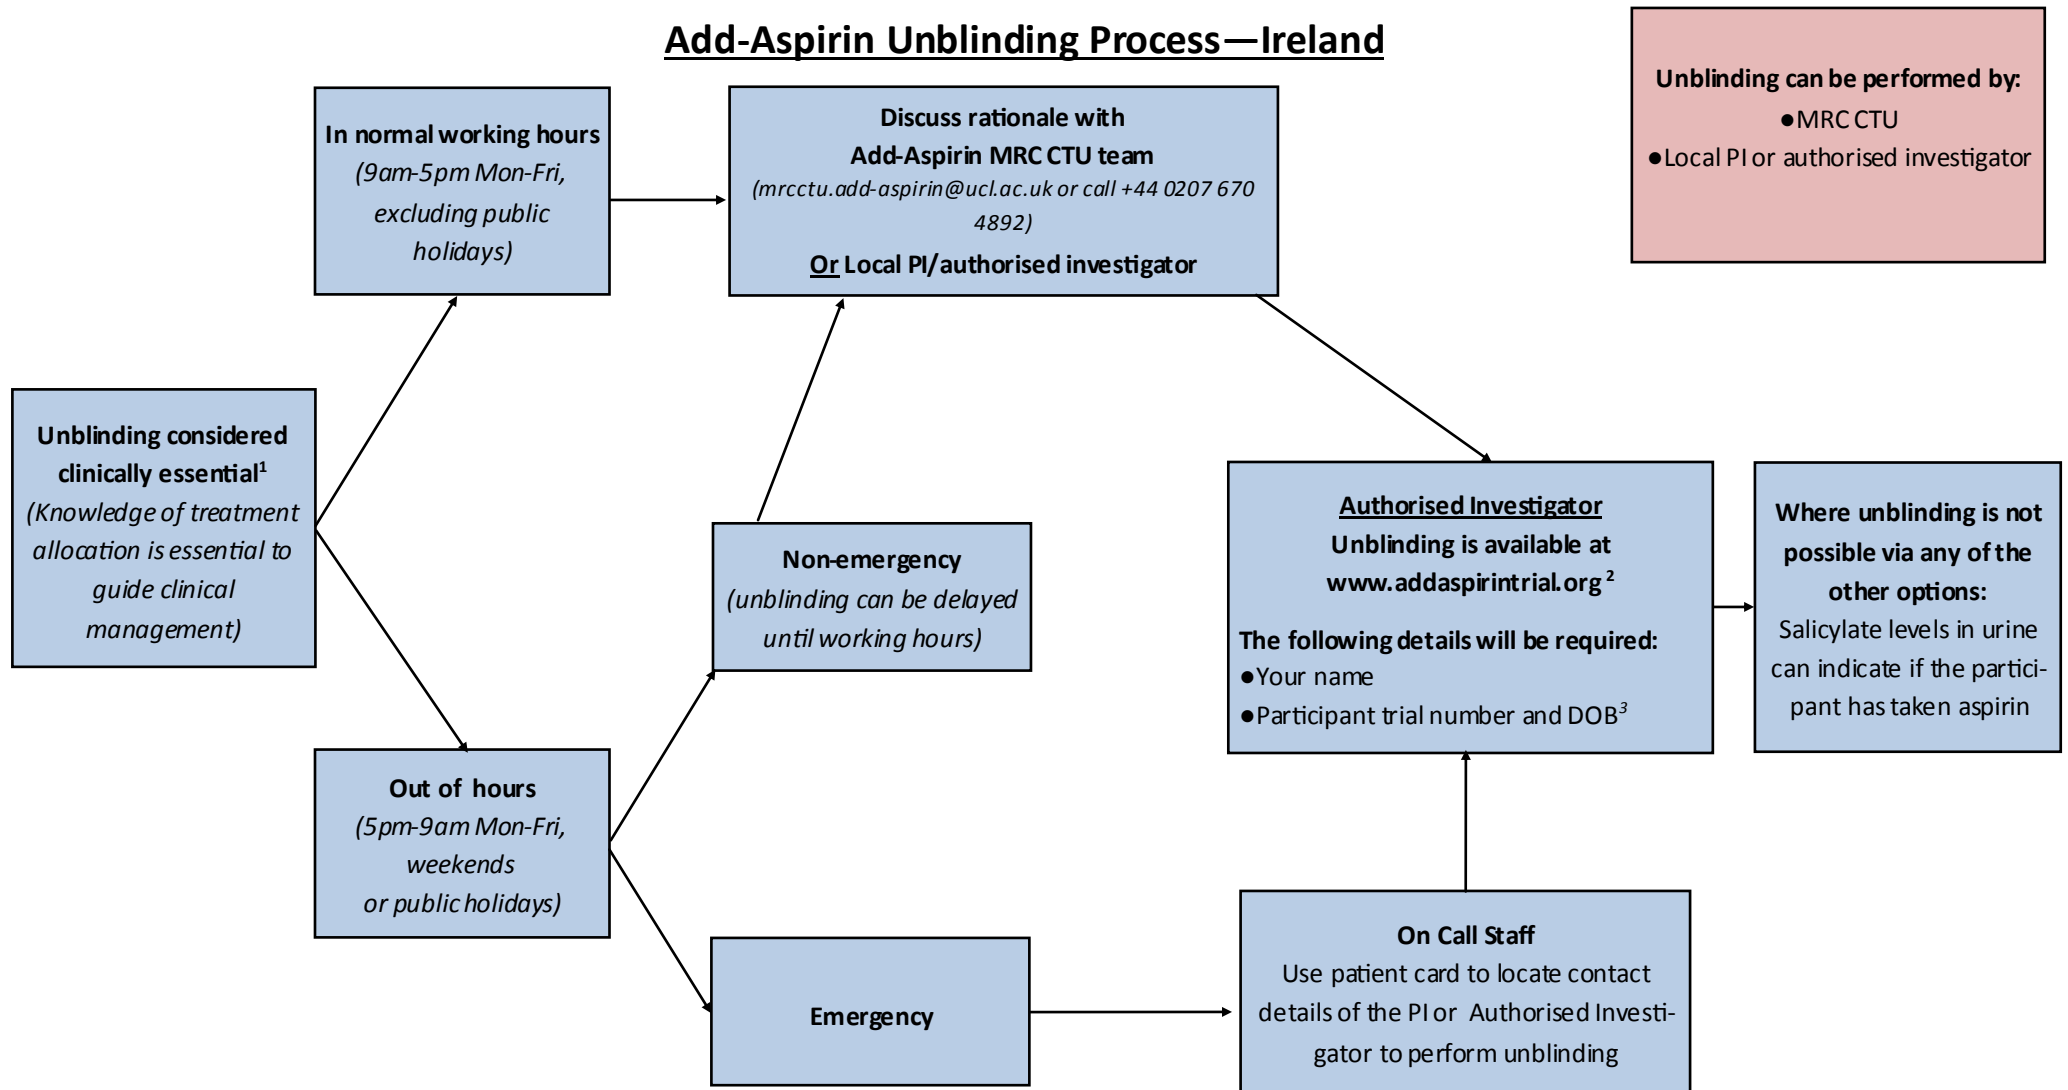 Add-Aspirin Unblinding Process—Ireland
Unblinding can be performed by:
●MRC CTU
●Local PI or authorised investigator
In normal working hours
(9am-5pm Mon-Fri,
excluding public
holidays)
Discuss rationale with
Add-Aspirin MRC CTU team
(mrcctu.add-aspirin@ucl.ac.uk or call +44 0207 670
4892)
Or Local PI/authorised investigator
Unblinding considered
clinically essential¹
(Knowledge of treatment
allocation is essential to
guide clinical
management)
Non-emergency
(unblinding can be delayed
until working hours)
Authorised Investigator
Unblinding is available at
www.addaspirintrial.org ²
The following details will be required:
●Your name
●Participant trial number and DOB³
Where unblinding is not
possible via any of the
other options:
Salicylate levels in urine
can indicate if the partici-
pant has taken aspirin
Out of hours
(5pm-9am Mon-Fri,
weekends
or public holidays)
Emergency
On Call Staff
Use patient card to locate contact
details of the PI or Authorised Investi-
gator to perform unblinding